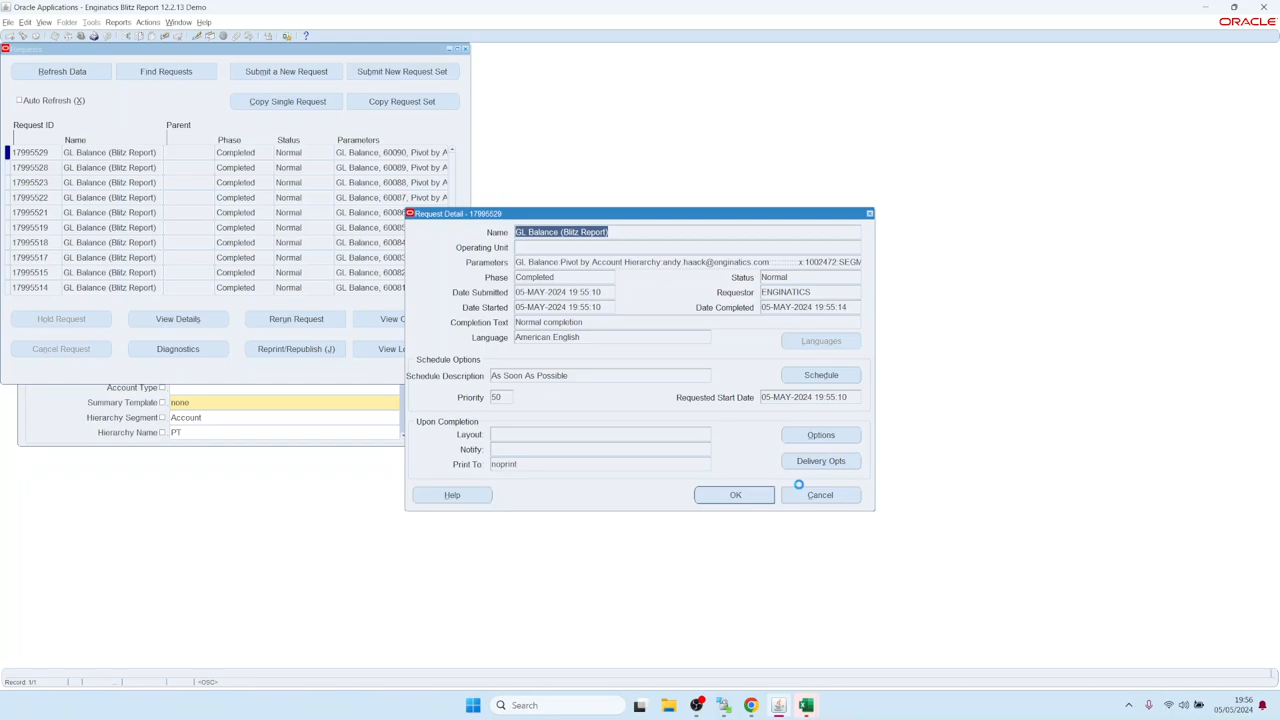 Oracle Applications - Enginatics Blitz Report 12.2.13 Demo
File Edit View Folder Tools Reports Actions Window Help
ORACLE
Requests
Refresh Data Find Requests Submit a New Request Submit New Request Set
Auto Refresh (X) Copy Single Request Copy Request Set
Request ID Parent
Name Phase Status Parameters
17995529 GL Balance (Blitz Report) Completed Normal GL Balance, 60090, Pivot by A
17995528 GL Balance (Blitz Report) Completed Normal GL Balance, 60089, Pivot by A
17995523 GL Balance (Blitz Report) Completed Normal GL Balance, 60088, Pivot by A
17995522 GL Balance (Blitz Report) Completed Normal GL Balance, 60087, Pivot by A
17995521 GL Balance (Blitz Report) Completed Normal GL Balance, 60086
17995519 GL Balance (Blitz Report) Completed Normal GL Balance, 60085
17995518 GL Balance (Blitz Report) Completed Normal GL Balance, 60084
17995517 GL Balance (Blitz Report) Completed Normal GL Balance, 60083
17995515 GL Balance (Blitz Report) Completed Normal GL Balance, 60082
17995514 GL Balance (Blitz Report) Completed Normal GL Balance, 60081
Hold Request View Details Rerun Request View O
Cancel Request Diagnostics Reprint/Republish (J) View Lo
Account Type
Summary Template none
Hierarchy Segment Account
Hierarchy Name PT
Request Detail - 17995529
Name GL Balance (Blitz Report)
Operating Unit
Parameters GL Balance Pivot by Account Hierarchy:andy.haack@enginatics.com:::::::::::x:1002472:SEGM
Phase Completed Status Normal
Date Submitted 05-MAY-2024 19:55:10 Requestor ENGINATICS
Date Started 05-MAY-2024 19:55:10 Date Completed 05-MAY-2024 19:55:14
Completion Text Normal completion
Language American English
Languages
Schedule Options
Schedule Description As Soon As Possible Schedule
Priority 50 Requested Start Date 05-MAY-2024 19:55:10
Upon Completion
Layout: Options
Notify:
Print To: noprint Delivery Opts
Help OK Cancel
Record: 1/1 ... <OSC>
Search
19:56
05/05/2024